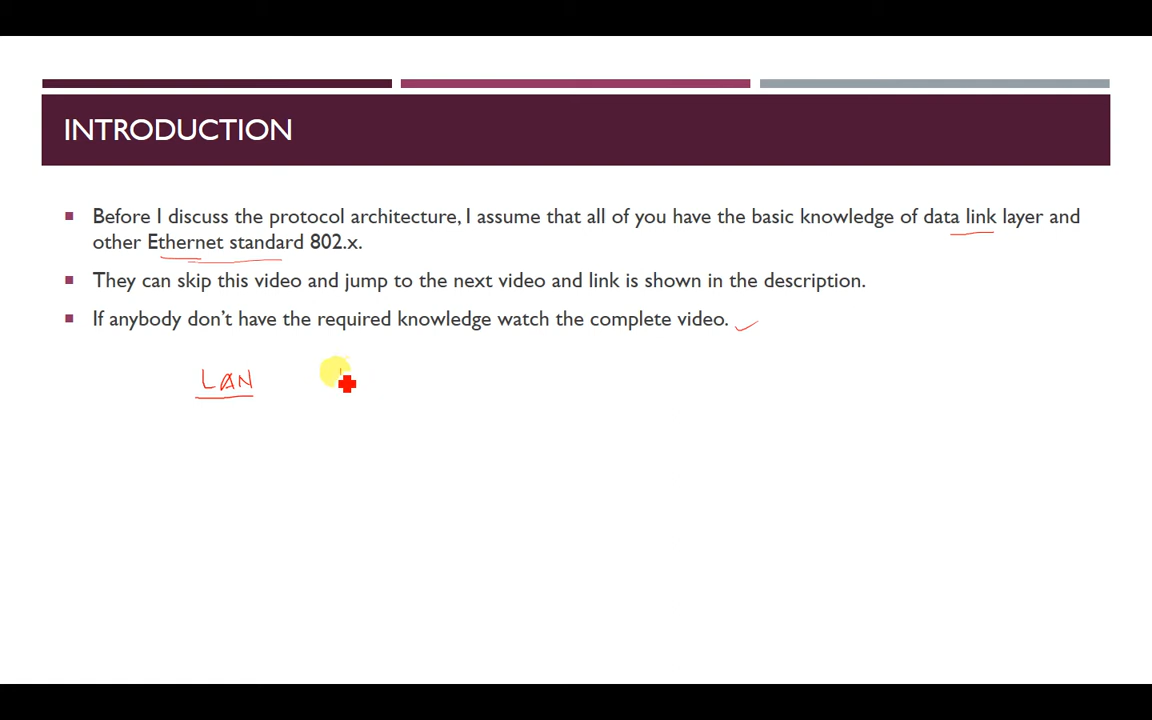 INTRODUCTION
Before I discuss the protocol architecture, I assume that all of you have the basic knowledge of data link layer and
other Ethernet standard 802.x.
They can skip this video and jump to the next video and link is shown in the description.
If anybody don't have the required knowledge watch the complete video.
LAN